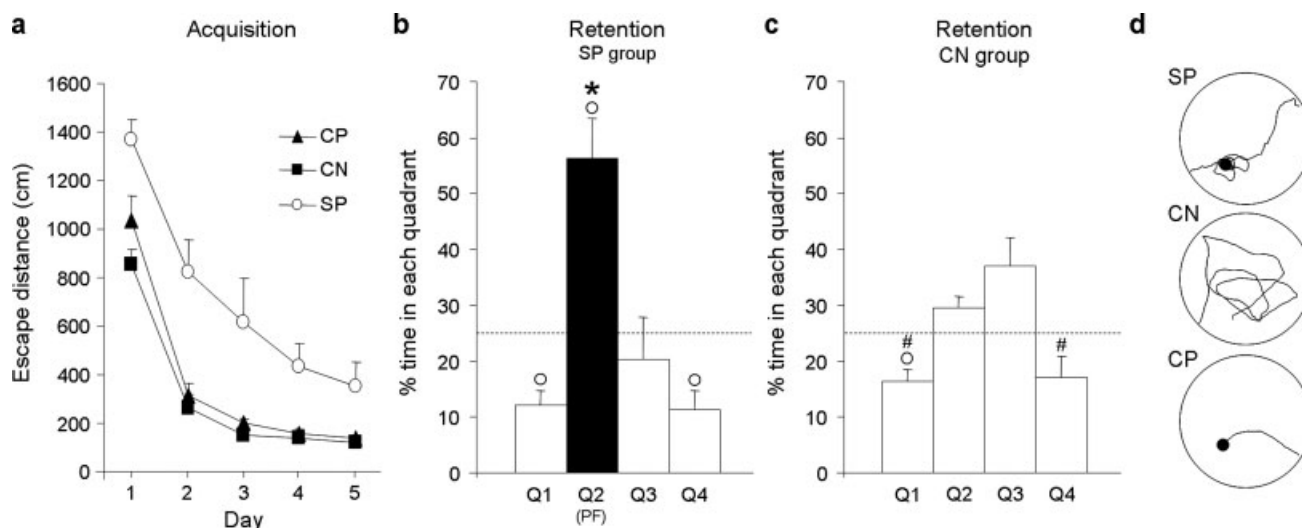 a
Acquisition
Escape distance (cm)
1600
1400
1200
1000
800
600
400
200
0
CP
CN
SP
1 2 3 4 5
Day
b
Retention
SP group
% time in each quadrant
70
60
50
40
30
20
10
0
*
Q1 Q2 Q3 Q4
(PF)
c
Retention
CN group
% time in each quadrant
70
60
50
40
30
20
10
0
# #
Q1 Q2 Q3 Q4
d
SP
CN
CP